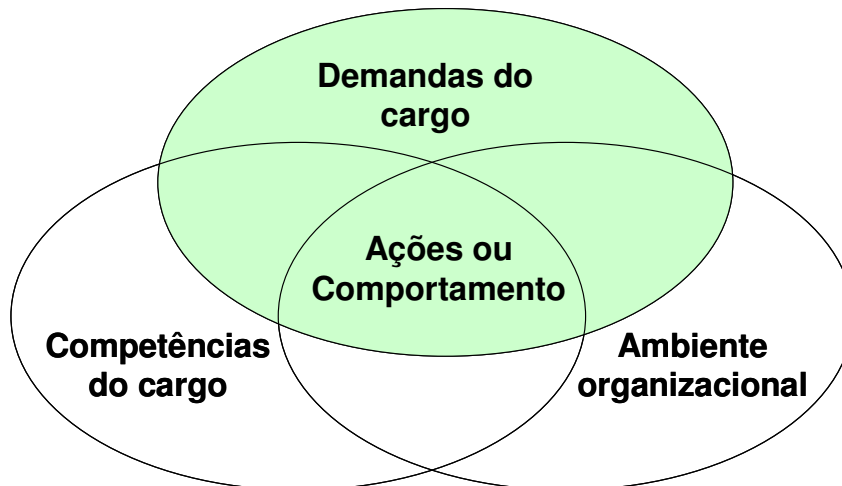 Demandas do
cargo
Ações ou
Comportamento
Competências
do cargo
Ambiente
organizacional